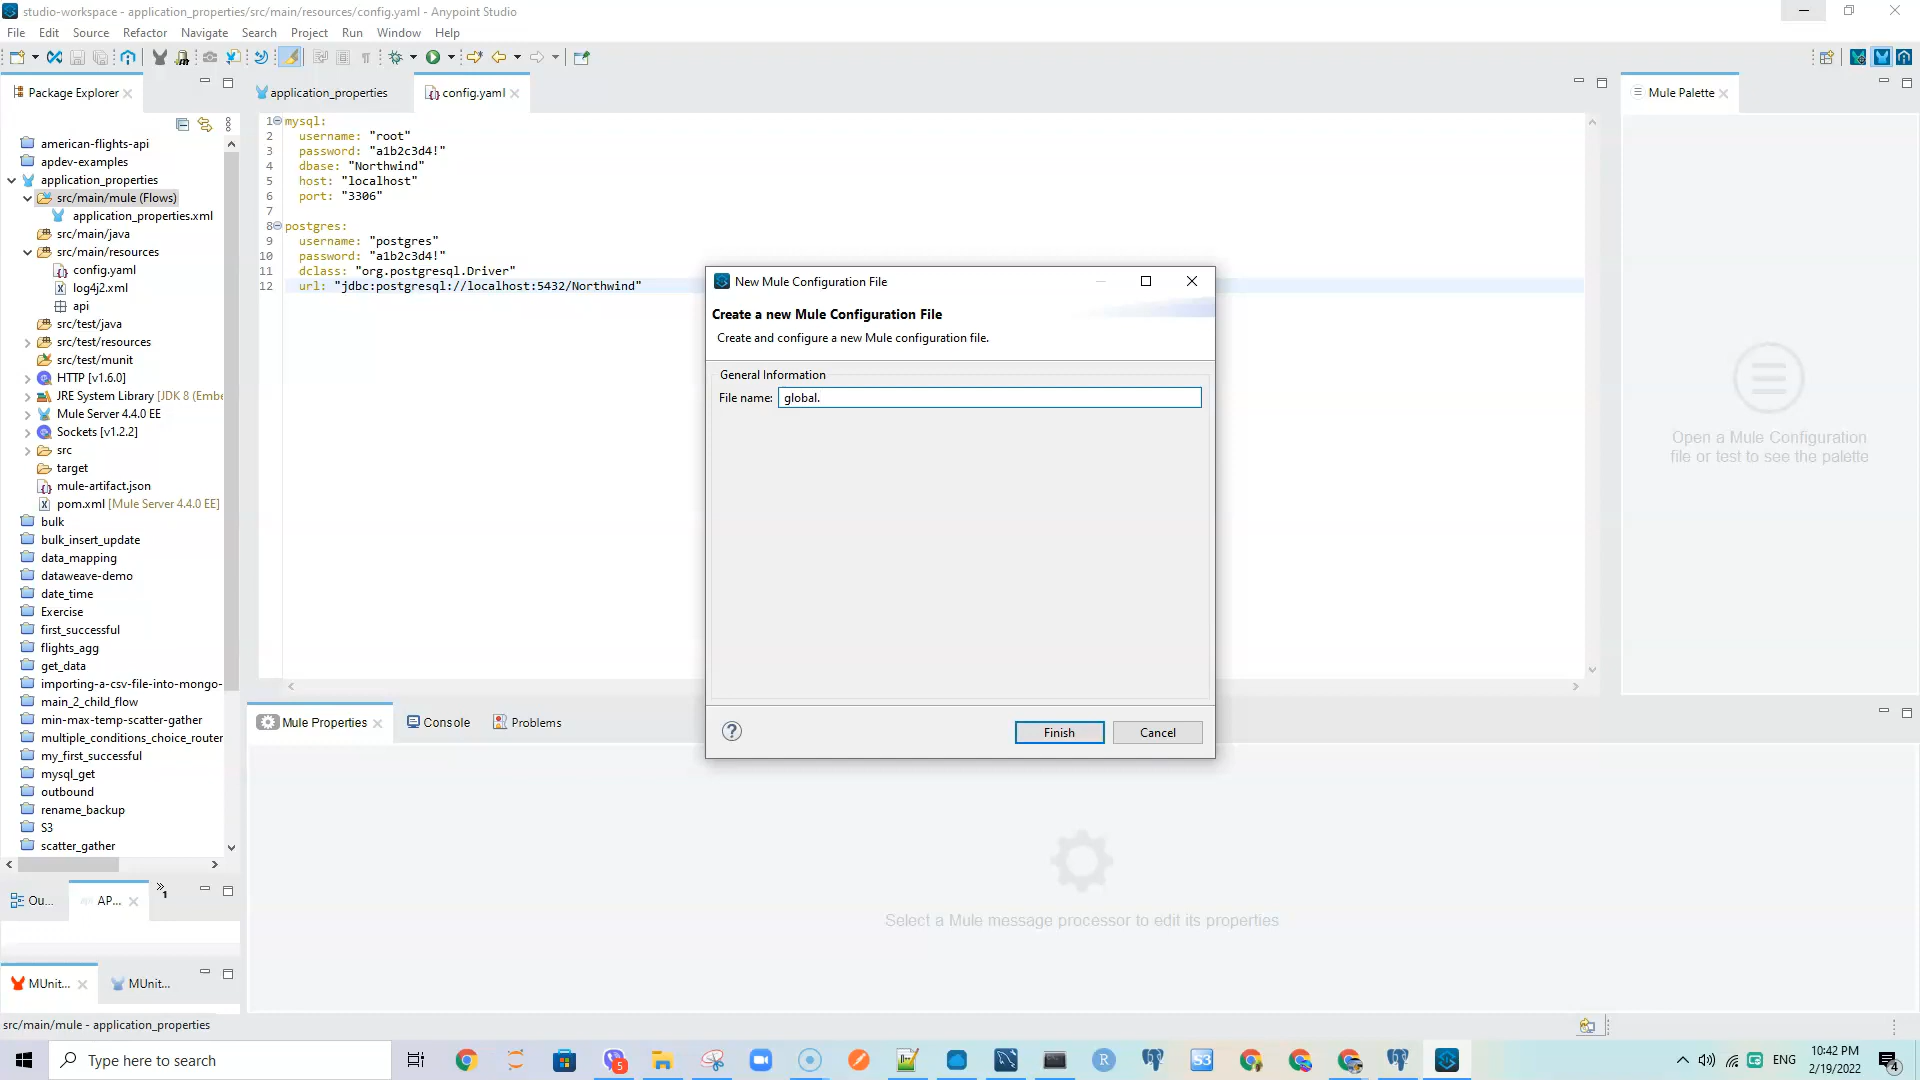 studio-workspace - application_properties/src/main/resources/config.yaml - Anypoint Studio
File Edit Source Refactor Navigate Search Project Run Window Help
Package Explorer
american-flights-api
apdev-examples
application_properties
src/main/mule (Flows)
application_properties.xml
src/main/java
src/main/resources
config.yaml
log4j2.xml
api
src/test/java
src/test/resources
src/test/munit
HTTP [v1.6.0]
JRE System Library [JDK 8 (Embe
Mule Server 4.4.0 EE
Sockets [v1.2.2]
src
target
mule-artifact.json
pom.xml [Mule Server 4.4.0 EE]
bulk
bulk_insert_update
data_mapping
dataweave-demo
date_time
Exercise
first_successful
flights_agg
get_data
importing-a-csv-file-into-mongo-
main_2_child_flow
min-max-temp-scatter-gather
multiple_conditions_choice_router
my_first_successful
mysql_get
outbound
rename_backup
S3
scatter_gather
Ou...
AP...
»1
MUnit...
MUnit...
application_properties
config.yaml
1 mysql:
2 username: "root"
3 password: "a1b2c3d4!"
4 dbase: "Northwind"
5 host: "localhost"
6 port: "3306"
7
8 postgres:
9 username: "postgres"
10 password: "a1b2c3d4!"
11 dclass: "org.postgresql.Driver"
12 url: "jdbc:postgresql://localhost:5432/Northwind"
New Mule Configuration File
Create a new Mule Configuration File
Create and configure a new Mule configuration file.
General Information
File name: global.
? Finish Cancel
Mule Palette
Open a Mule Configuration
file or test to see the palette
Mule Properties
Console
Problems
Select a Mule message processor to edit its properties
src/main/mule - application_properties
Type here to search
5
R
S3
ENG
10:42 PM
2/19/2022
4